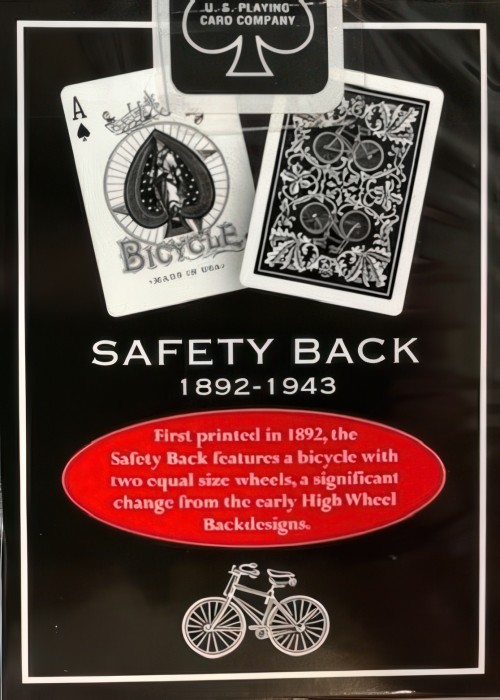 U. S. PLAYING
CARD COMPANY
A
BICYCLE
MADE IN U.S.A.
SAFETY BACK
1892-1943
First printed in 1892, the
Safety Back features a bicycle with
two equal size wheels, a significant
change from the early High Wheel
Backdesigns.